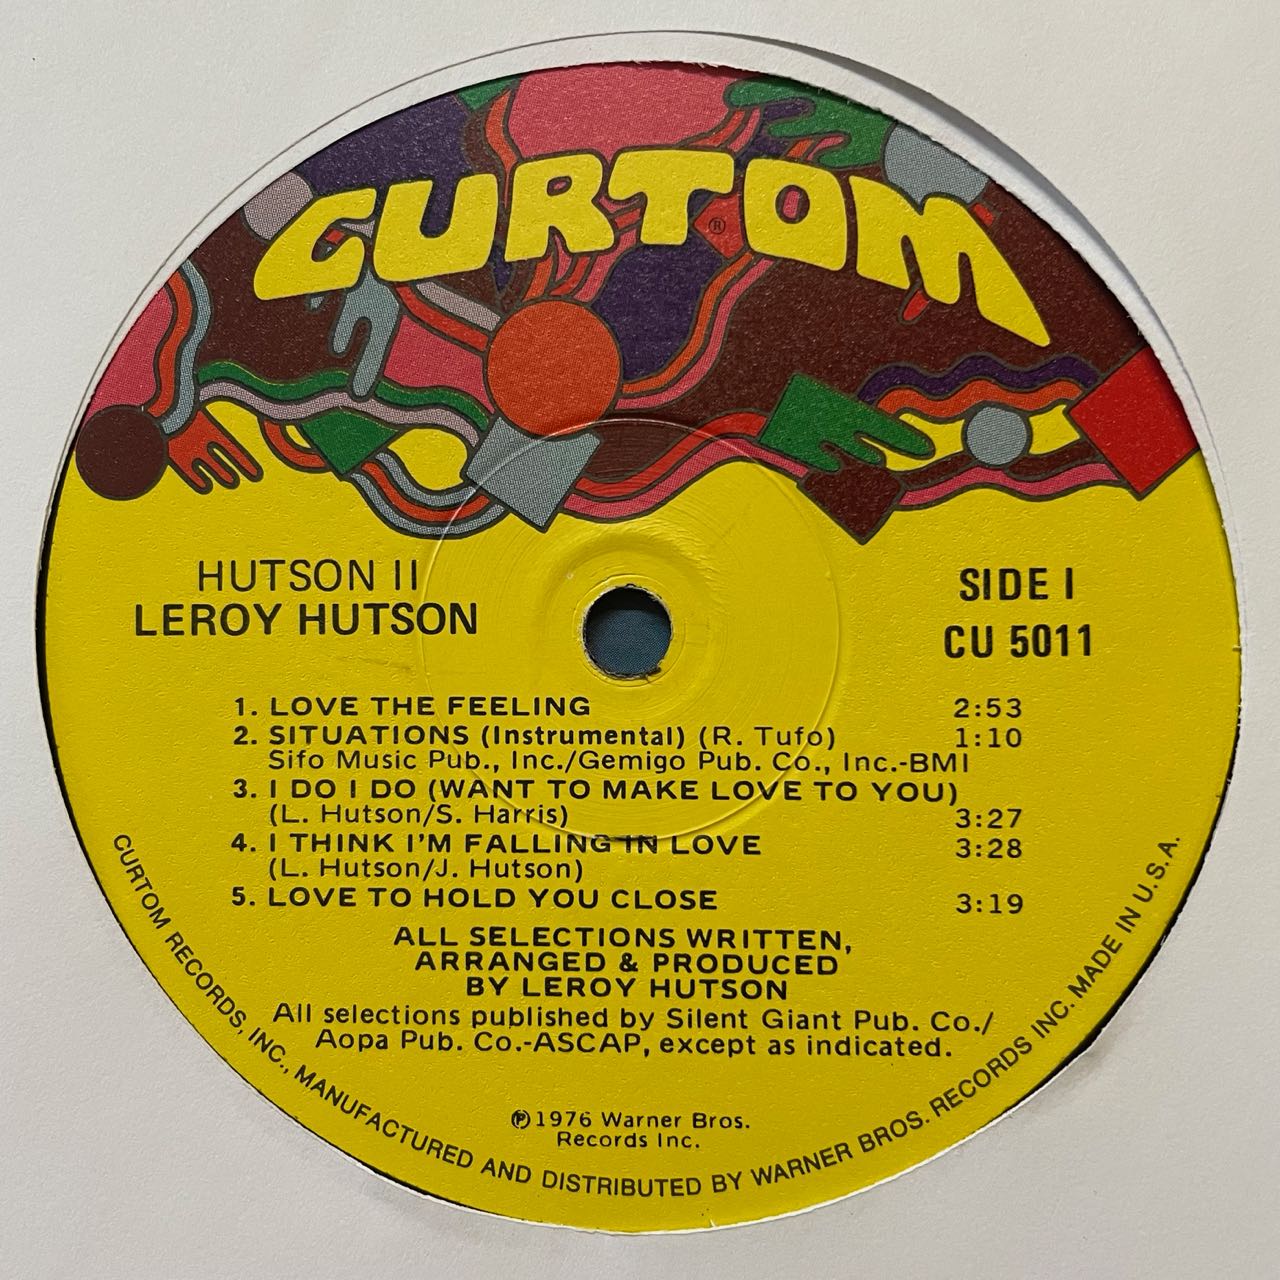 CURTOM
®
HUTSON II
LEROY HUTSON
SIDE I
CU 5011
1. LOVE THE FEELING 2:53
2. SITUATIONS (Instrumental) (R. Tufo) 1:10
Sifo Music Pub., Inc./Gemigo Pub. Co., Inc.-BMI
3. I DO I DO (WANT TO MAKE LOVE TO YOU)
(L. Hutson/S. Harris) 3:27
4. I THINK I'M FALLING IN LOVE 3:28
(L. Hutson/J. Hutson)
5. LOVE TO HOLD YOU CLOSE 3:19
ALL SELECTIONS WRITTEN,
ARRANGED & PRODUCED
BY LEROY HUTSON
All selections published by Silent Giant Pub. Co./
Aopa Pub. Co.-ASCAP, except as indicated.
℗1976 Warner Bros.
Records Inc.
CURTOM RECORDS, INC., MANUFACTURED AND DISTRIBUTED BY WARNER BROS. RECORDS INC. MADE IN U.S.A.